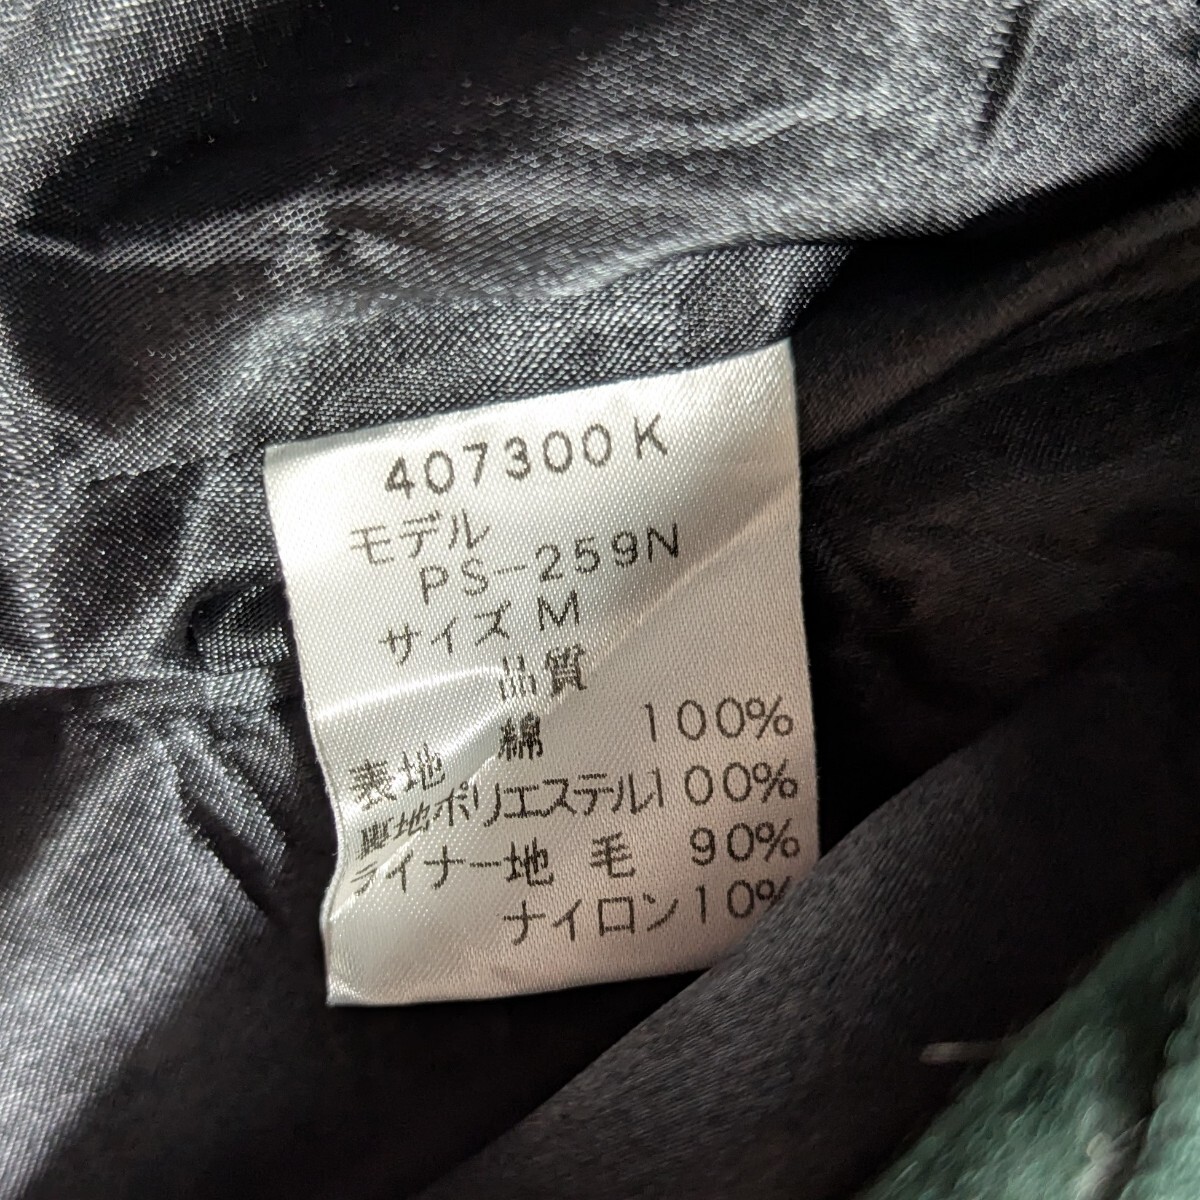 407300K
モデル
PS-259N
サイズ M
品質
表地 綿 100%
裏地ポリエステル100%
ライナー地 毛 90%
ナイロン10%